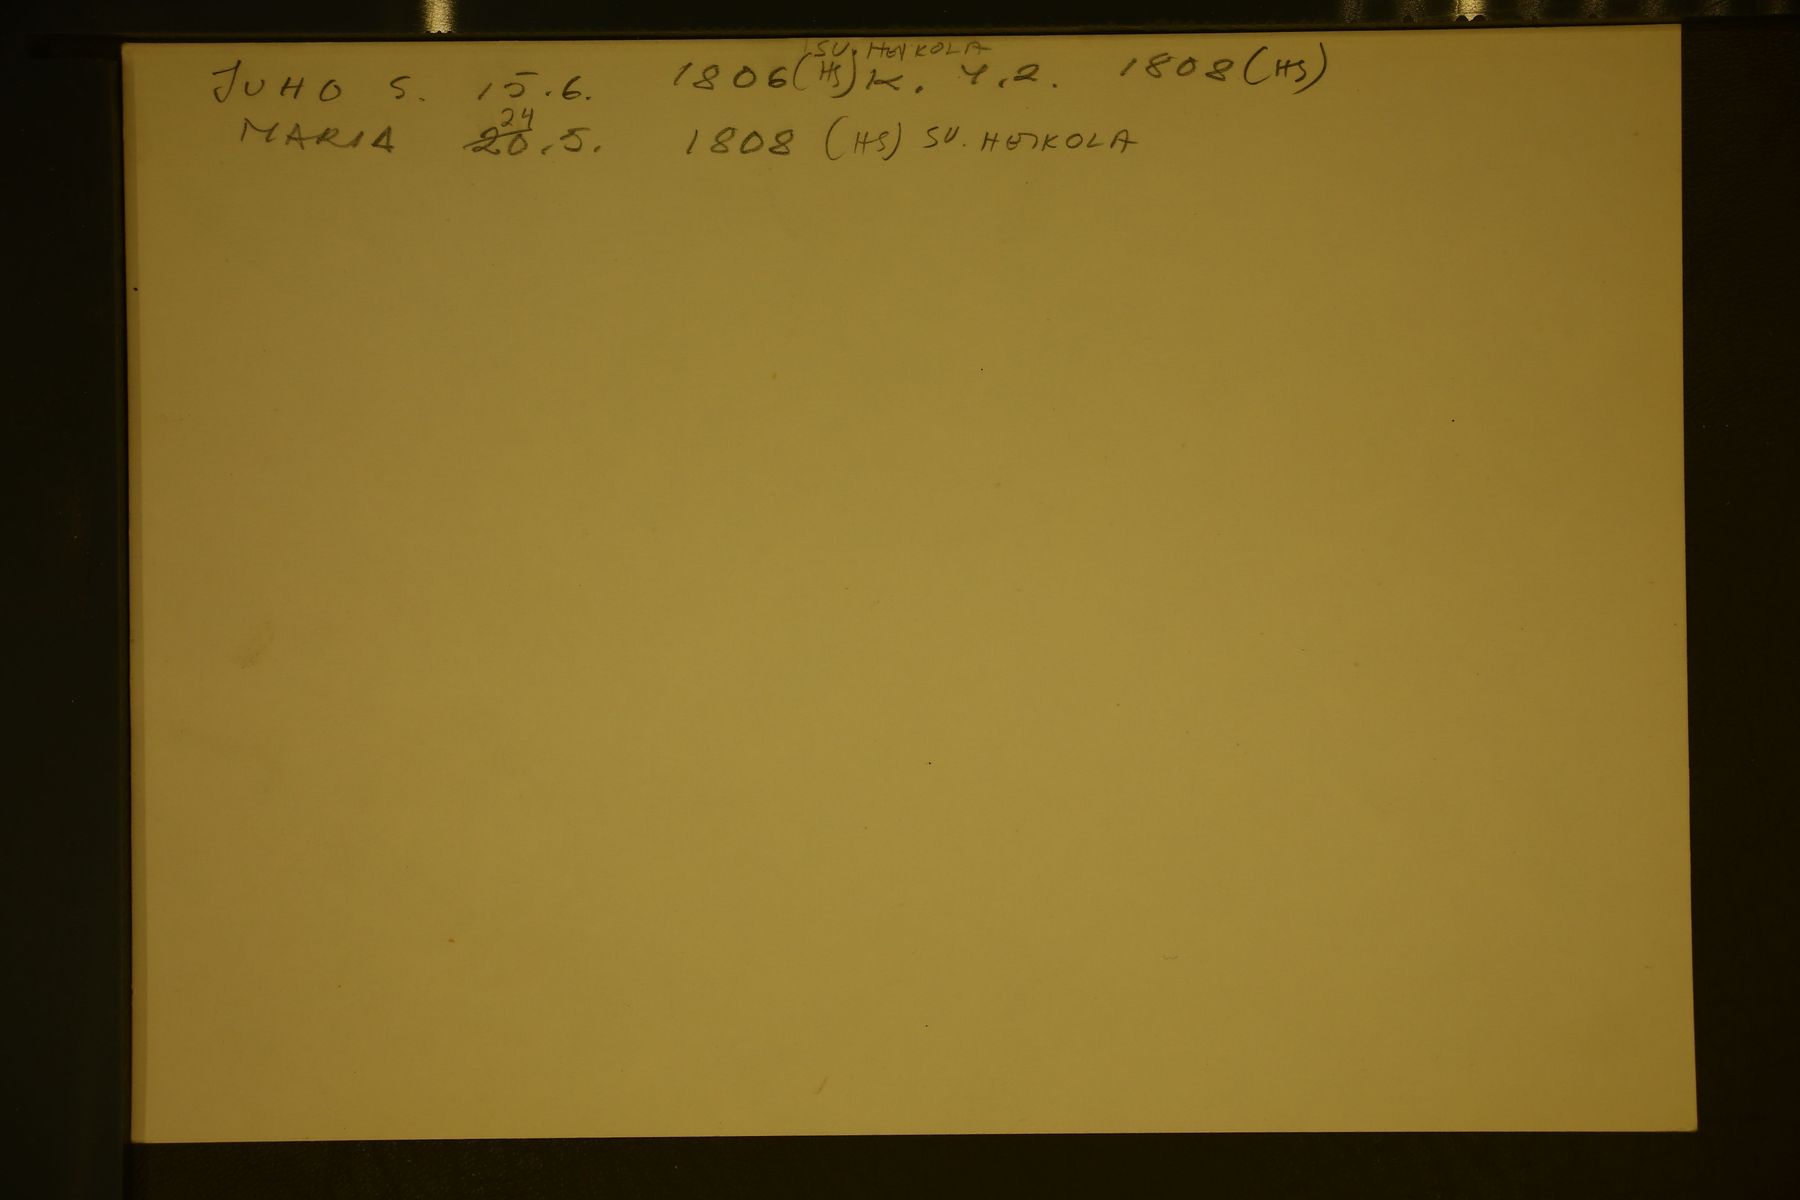 SU. HEIKOLA
JUHO S. 15.6. 1806 (HS) K. 4.2. 1808 (HS)
24
MARIA 20.5. 1808 (HS) SU. HEIKOLA